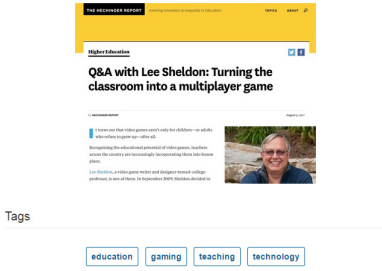 THE HECHINGER REPORT Covering Innovation & Inequality in Education TOPICS ABOUT
Higher Education
Q&A with Lee Sheldon: Turning the
classroom into a multiplayer game
by HECHINGER REPORT August 5, 2011
It turns out that video games aren't only for children—or adults
who refuse to grow up—after all.
Recognizing the educational potential of video games, teachers
across the country are increasingly incorporating them into lesson
plans.
Lee Sheldon, a video game writer and designer-turned-college-
professor, is one of them. In September 2009, Sheldon decided to
Tags
education gaming teaching technology